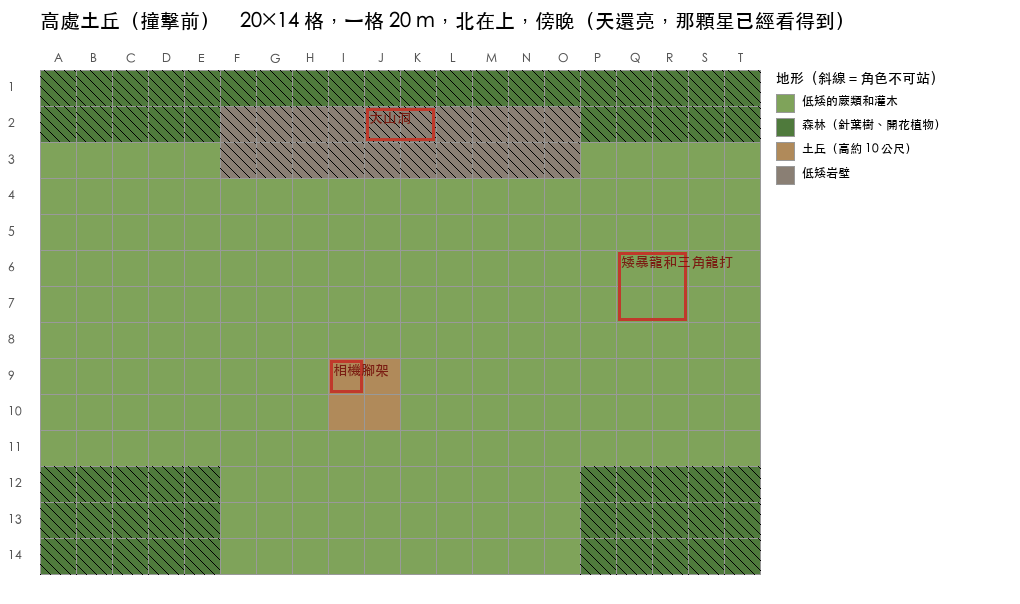 高處土丘（撞擊前） 20×14 格，一格 20 m，北在上，傍晚（天還亮，那顆星已經看得到）
A B C D E F G H I J K L M N O P Q R S T
地形（斜線＝角色不可站）
低矮的蕨類和灌木
森林（針葉樹、開花植物）
土丘（高約 10 公尺）
低矮岩壁
1
2
大山洞
3
4
5
6
矮暴龍和三角龍打
7
8
9
相機腳架
10
11
12
13
14